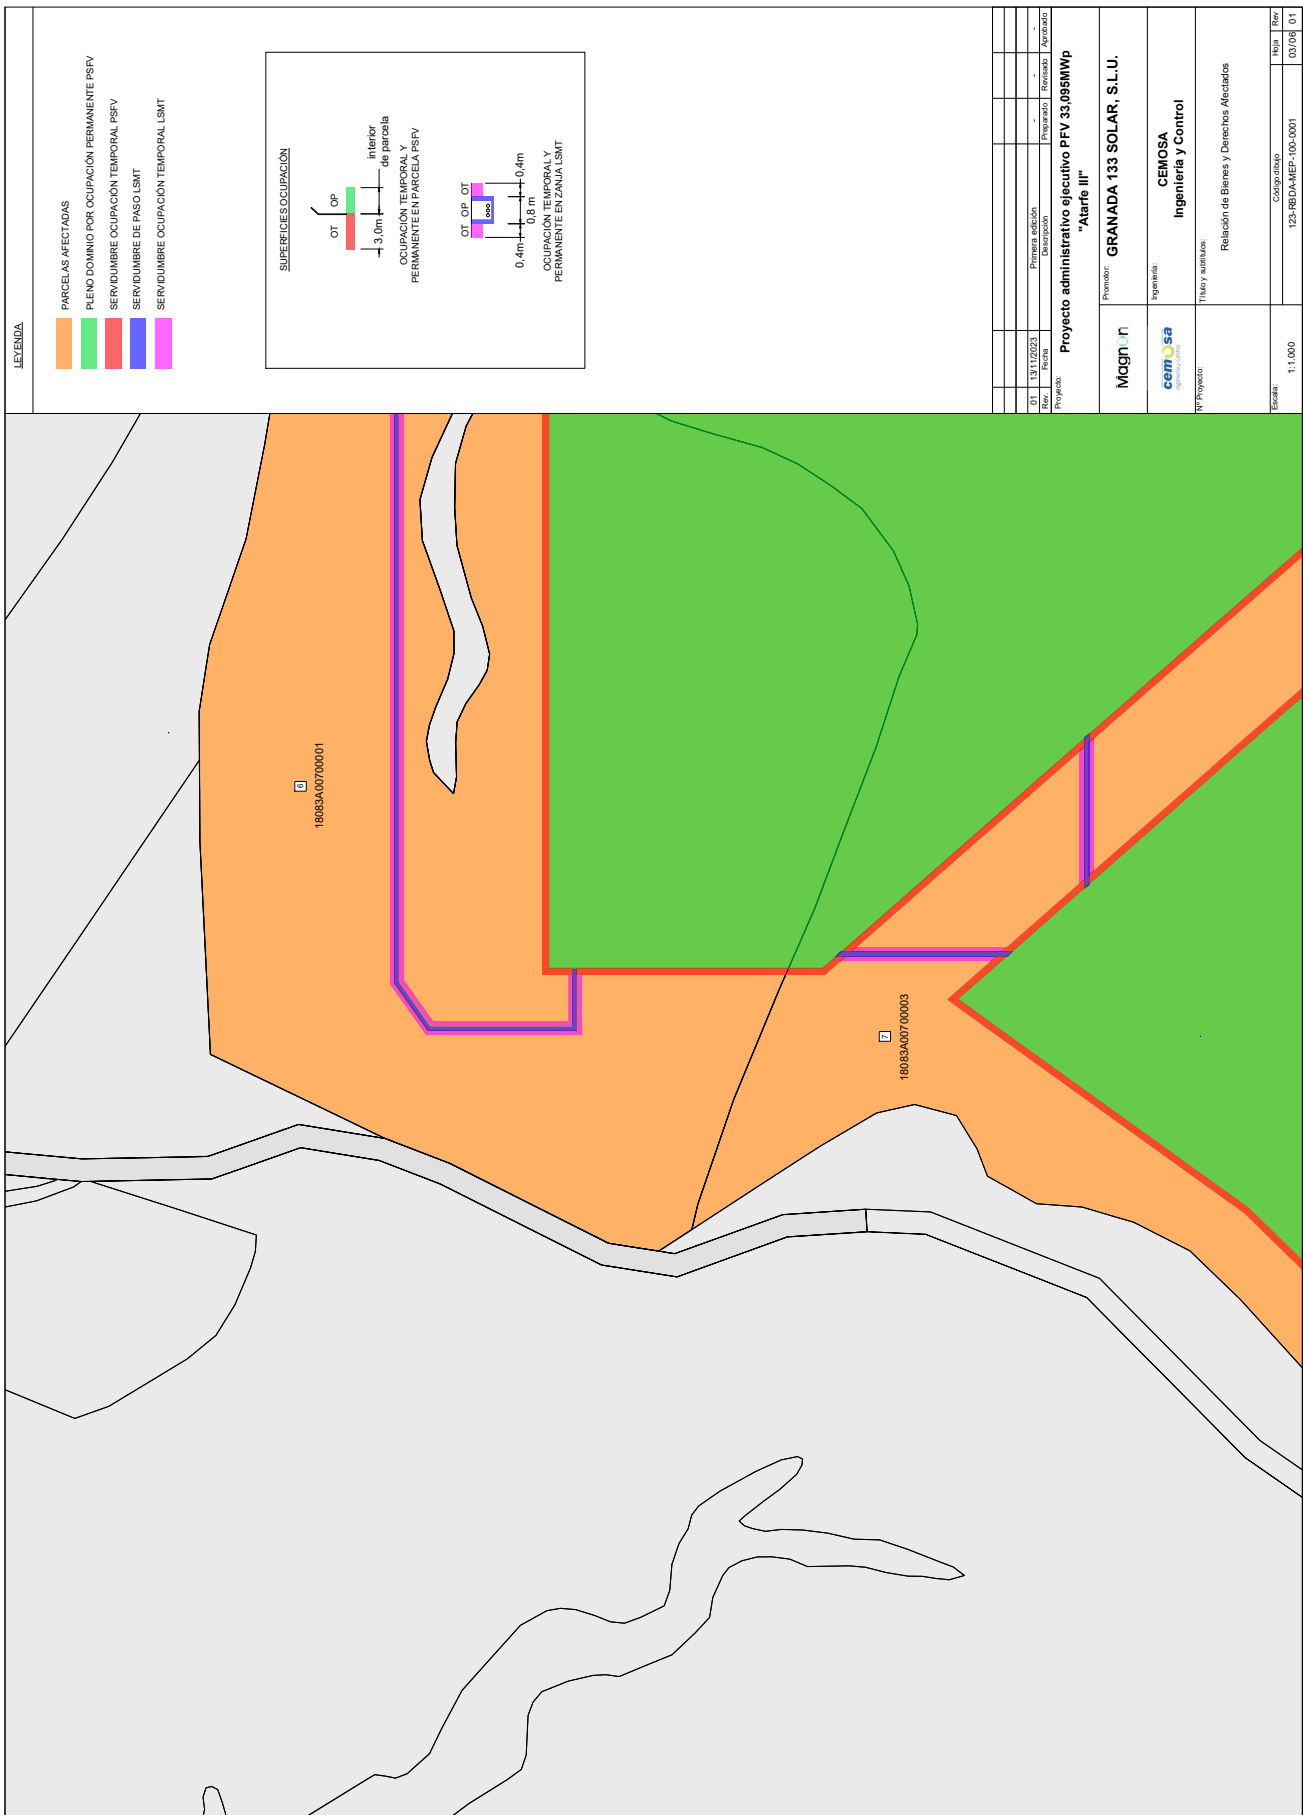 LEYENDA
PARCELAS AFECTADAS
PLENO DOMINIO POR OCUPACIÓN PERMANENTE PSFV
SERVIDUMBRE OCUPACIÓN TEMPORAL PSFV
SERVIDUMBRE DE PASO LSMT
SERVIDUMBRE OCUPACIÓN TEMPORAL LSMT
SUPERFICIES OCUPACIÓN
OT OP
3,0m
interior
de parcela
OCUPACIÓN TEMPORAL Y
PERMANENTE EN PARCELA PSFV
OT OP OT
0,4m 0,8 m 0,4m
OCUPACIÓN TEMPORAL Y
PERMANENTE EN ZANJA LSMT
6
18083A00700001
7
18083A00700003
01 13/11/2023 Primera edición - - -
Rev. Fecha Descripción Preparado Revisado Aprobado
Proyecto:
Proyecto administrativo ejecutivo PFV 33,095MWp
"Atarfe III"
Magnon
Promotor:
GRANADA 133 SOLAR, S.L.U.
cemosa
ingeniería y control
Ingeniería:
CEMOSA
Ingeniería y Control
Nº Proyecto:
Título y subtítulos:
Relación de Bienes y Derechos Afectados
Escala:
1:1.000
Código dibujo
123-RBDA-MEP-100-0001
Hoja
03/06
Rev
01